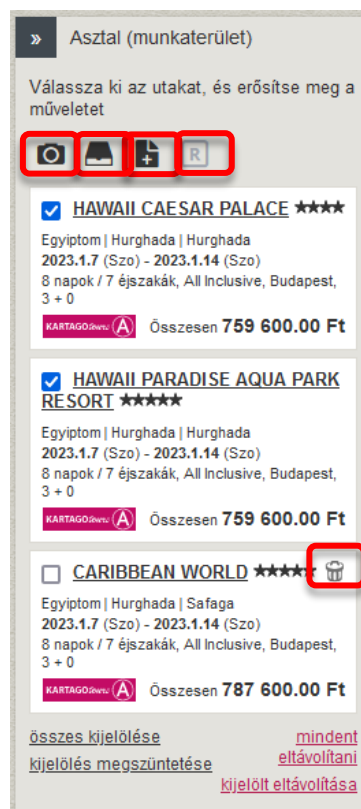 » Asztal (munkaterület)
Válassza ki az utakat, és erősítse meg a
műveletet
R
HAWAII CAESAR PALACE ★★★★
Egyiptom | Hurghada | Hurghada
2023.1.7 (Szo) - 2023.1.14 (Szo)
8 napok / 7 éjszakák, All Inclusive, Budapest,
3 + 0
KARTAGO tours A Összesen 759 600.00 Ft
HAWAII PARADISE AQUA PARK
RESORT ★★★★★
Egyiptom | Hurghada | Hurghada
2023.1.7 (Szo) - 2023.1.14 (Szo)
8 napok / 7 éjszakák, All Inclusive, Budapest,
3 + 0
KARTAGO tours A Összesen 759 600.00 Ft
CARIBBEAN WORLD ★★★★★
Egyiptom | Hurghada | Safaga
2023.1.7 (Szo) - 2023.1.14 (Szo)
8 napok / 7 éjszakák, All Inclusive, Budapest,
3 + 0
KARTAGO tours A Összesen 787 600.00 Ft
összes kijelölése
kijelölés megszüntetése
mindent
eltávolítani
kijelölt eltávolítása